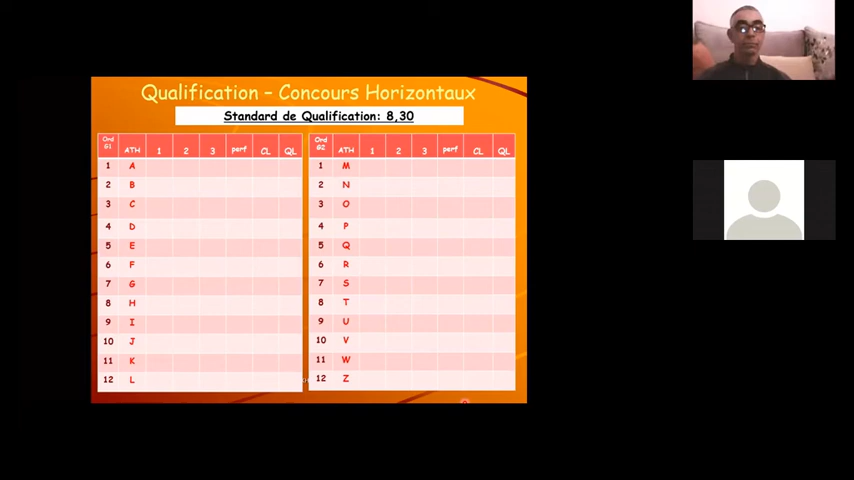 Qualification – Concours Horizontaux
Standard de Qualification: 8,30
Ord G1 ATH 1 2 3 perf CL QL
1 A
2 B
3 C
4 D
5 E
6 F
7 G
8 H
9 I
10 J
11 K
12 L
Ord G2 ATH 1 2 3 perf CL QL
1 M
2 N
3 O
4 P
5 Q
6 R
7 S
8 T
9 U
10 V
11 W
12 Z